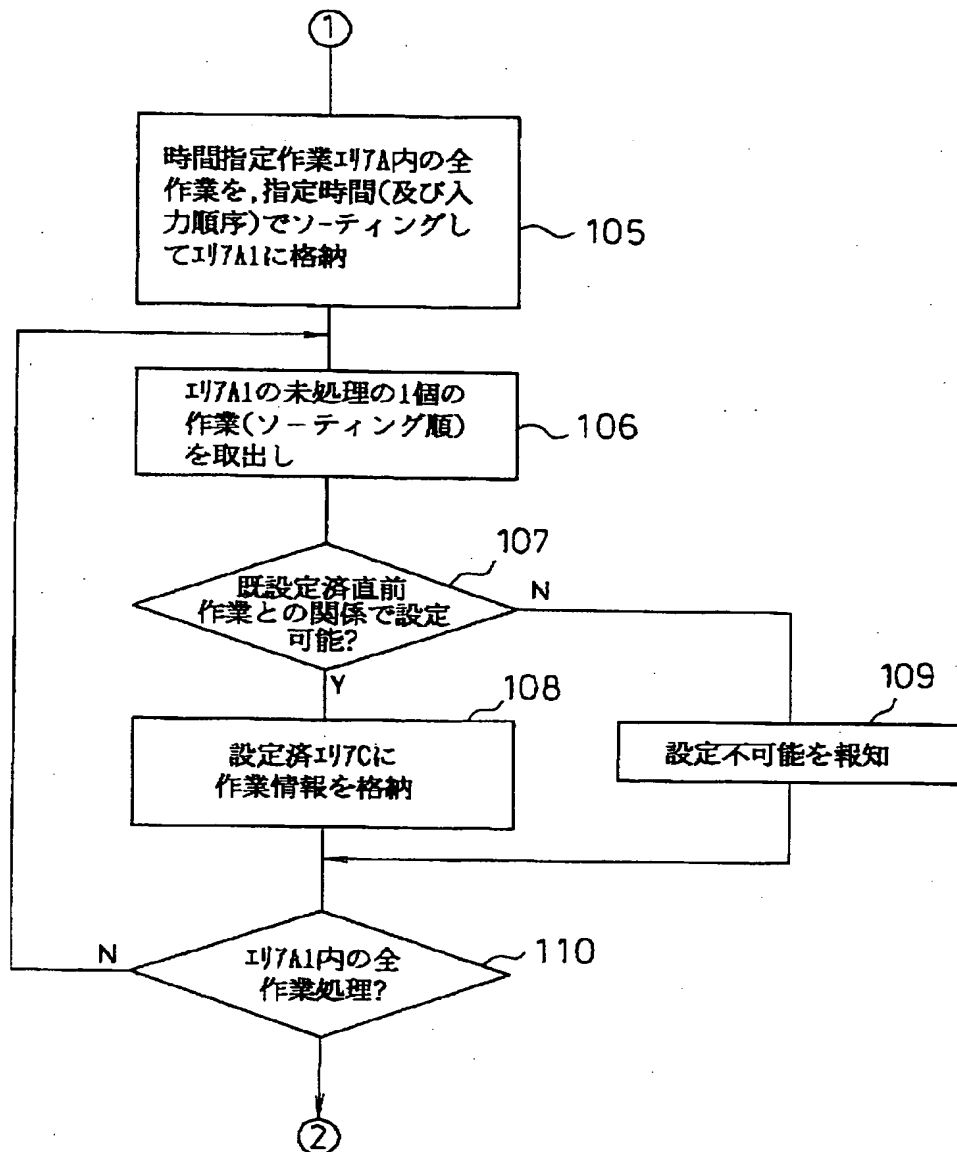 ①
時間指定作業エリアA内の全
作業を,指定時間(及び入
力順序)でソーティングし
てエリアA1に格納
105
エリアA1の未処理の1個の
作業(ソーティング順)
を取出し
106
107
既設定済直前
作業との関係で設定
可能?
N
Y
108
設定済エリアCに
作業情報を格納
109
設定不可能を報知
N
エリアA1内の全
作業処理?
110
②